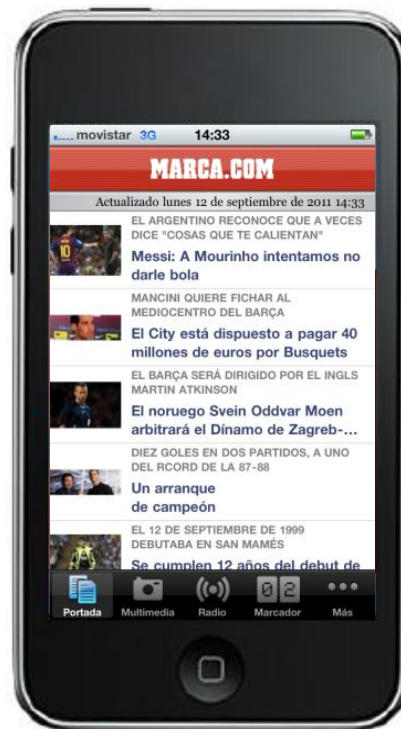 movistar 3G 14:33
MARCA.COM
Actualizado lunes 12 de septiembre de 2011 14:33
EL ARGENTINO RECONOCE QUE A VECES
DICE "COSAS QUE TE CALIENTAN"
Messi: A Mourinho intentamos no
darle bola
MANCINI QUIERE FICHAR AL
MEDIOCENTRO DEL BARÇA
El City está dispuesto a pagar 40
millones de euros por Busquets
EL BARÇA SERÁ DIRIGIDO POR EL INGLS
MARTIN ATKINSON
El noruego Svein Oddvar Moen
arbitrará el Dínamo de Zagreb-...
DIEZ GOLES EN DOS PARTIDOS, A UNO
DEL RCORD DE LA 87-88
Un arranque
de campeón
EL 12 DE SEPTIEMBRE DE 1999
DEBUTABA EN SAN MAMÉS
Se cumplen 12 años del debut de
0 2
Portada Multimedia Radio Marcador Más